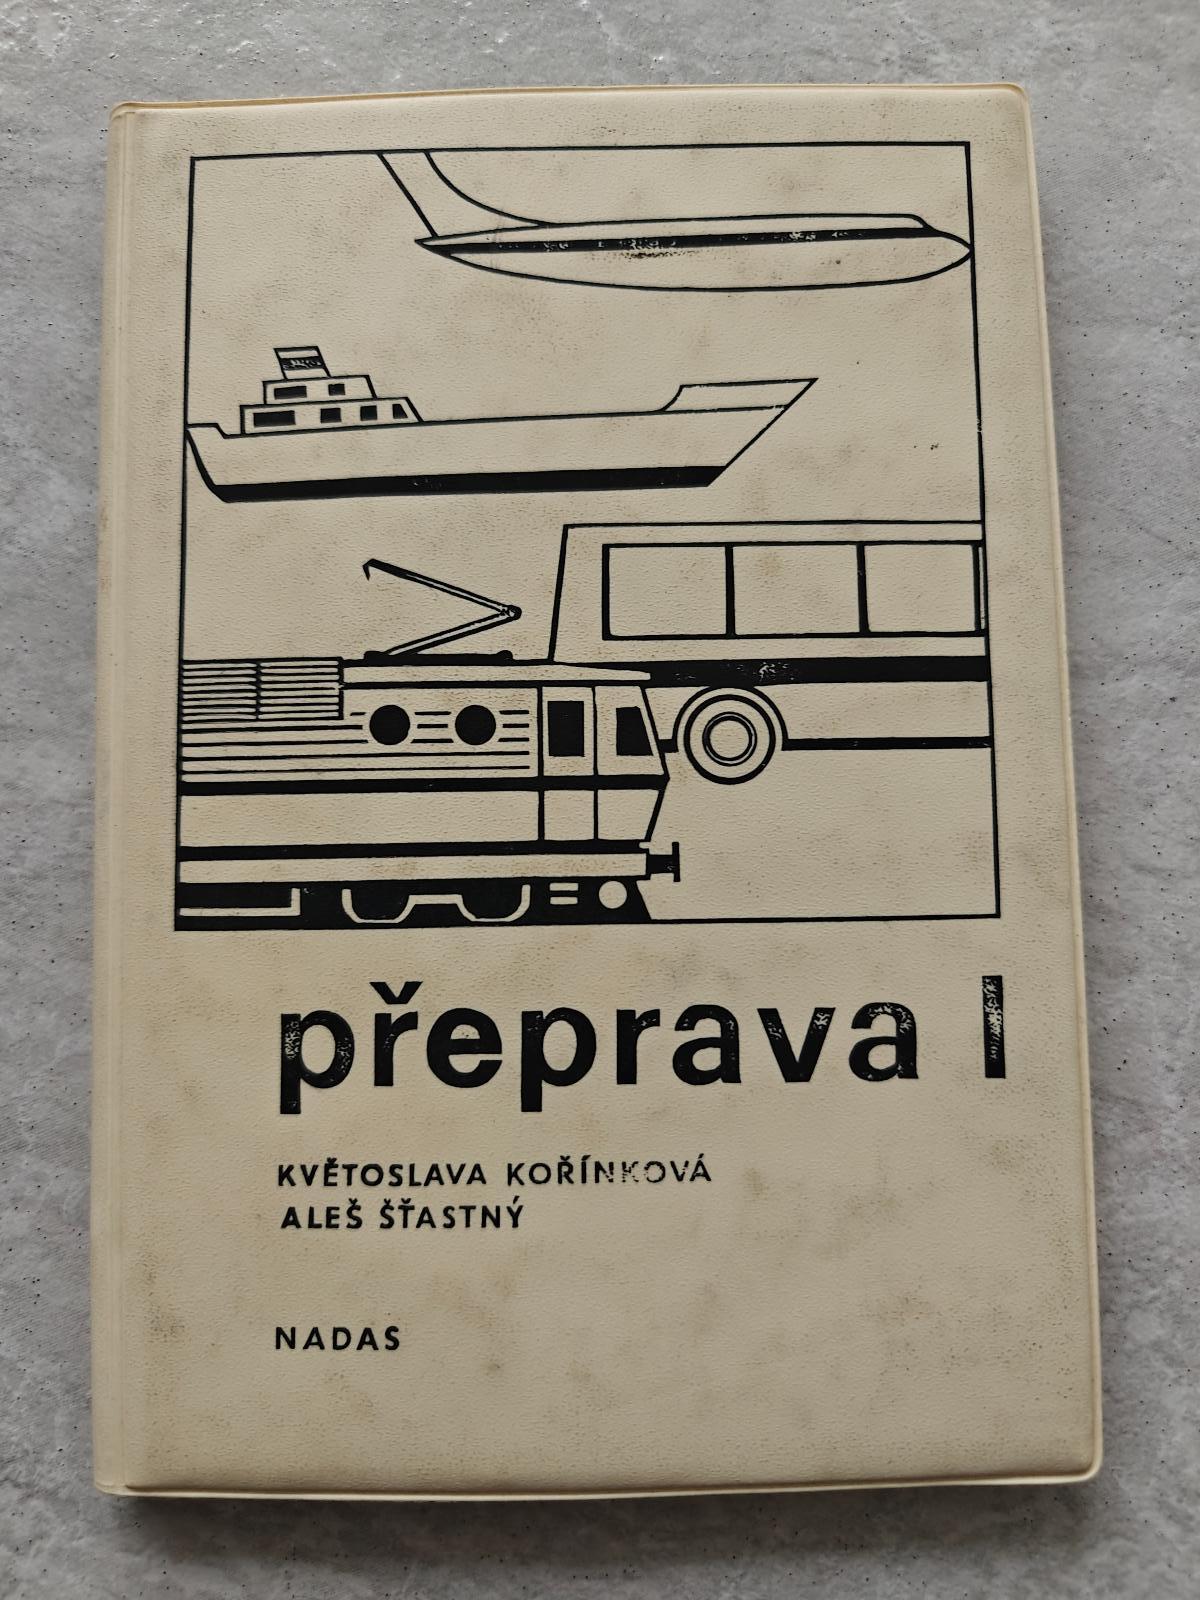 přeprava I
KVĚTOSLAVA KOŘÍNKOVÁ
ALEŠ ŠŤASTNÝ
NADAS